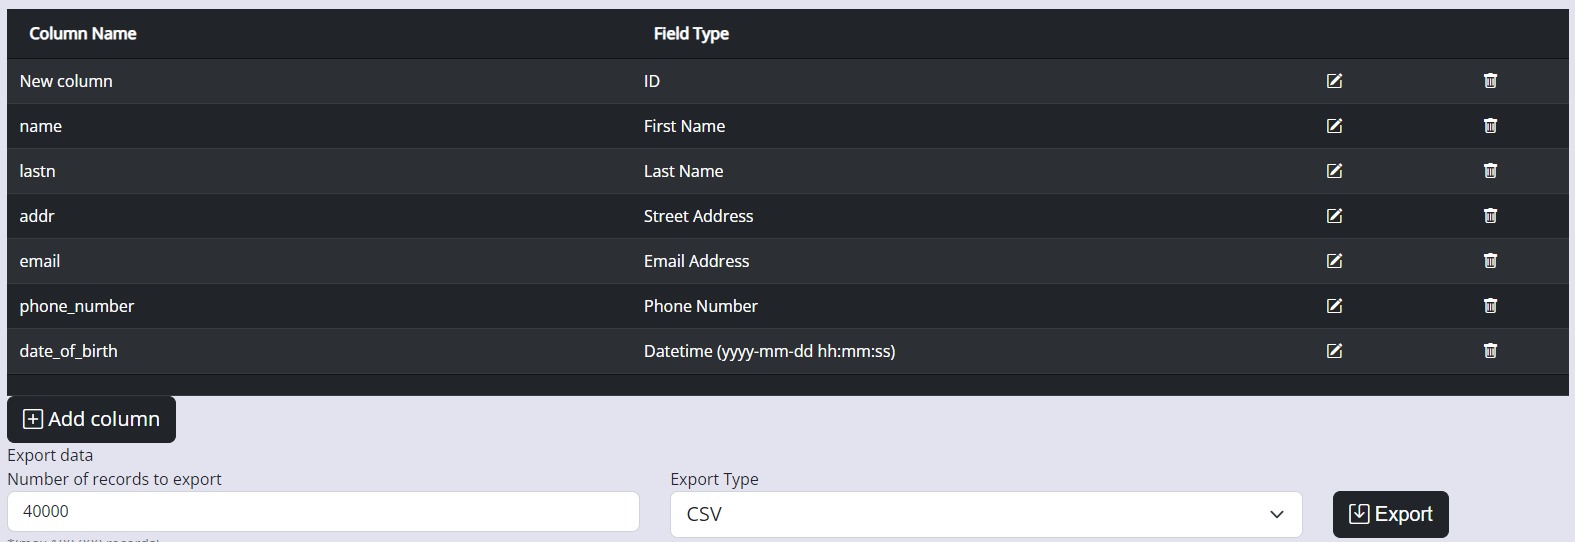 Column Name Field Type
New column ID
name First Name
lastn Last Name
addr Street Address
email Email Address
phone_number Phone Number
date_of_birth Datetime (yyyy-mm-dd hh:mm:ss)
Add column
Export data
Number of records to export Export Type
40000 CSV Export